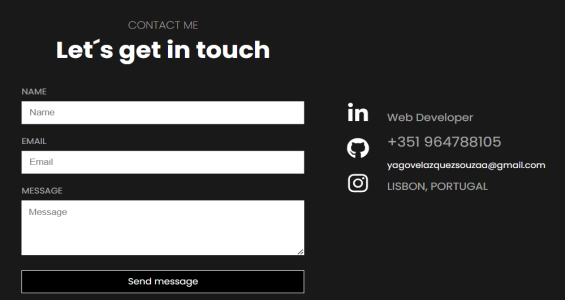 CONTACT ME
Let´s get in touch
NAME
Name
EMAIL
Email
MESSAGE
Message
Send message
in
Web Developer
+351 964788105
yagovelazquezsouzaa@gmail.com
LISBON, PORTUGAL